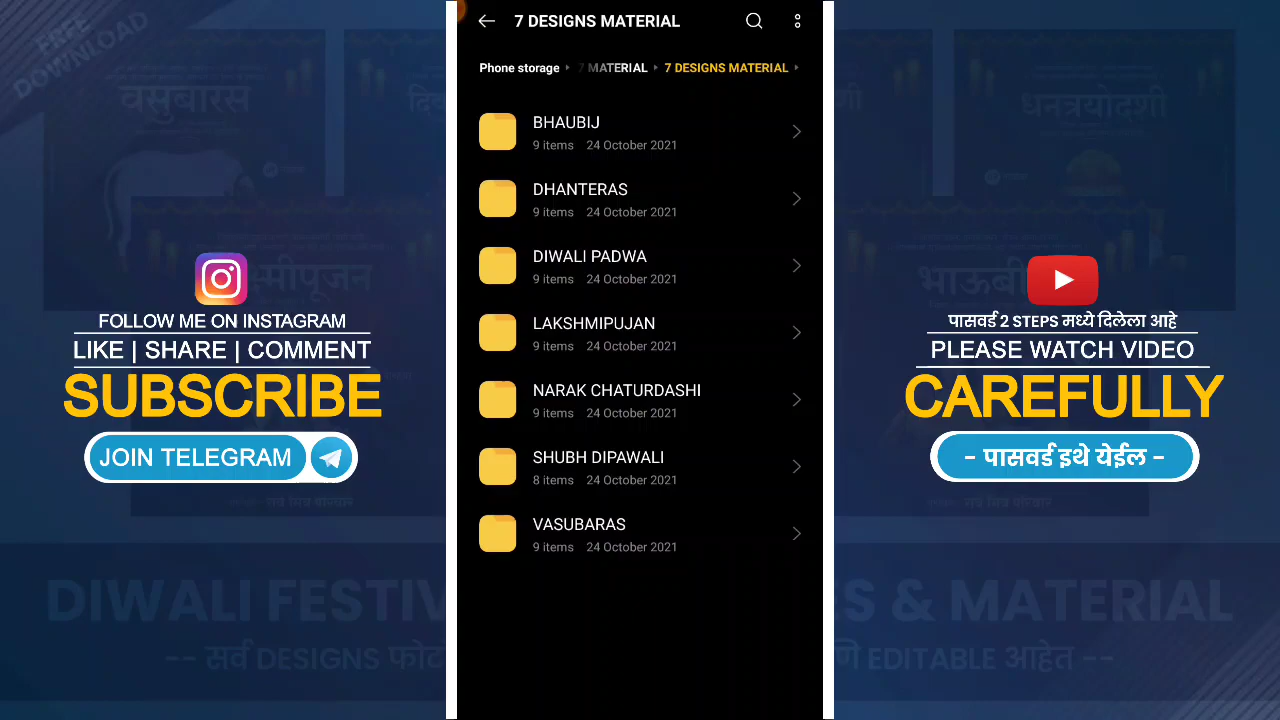 FREE
DOWNLOAD
वसुबारस
धनत्रयोदशी
FOLLOW ME ON INSTAGRAM
LIKE | SHARE | COMMENT
SUBSCRIBE
JOIN TELEGRAM
7 DESIGNS MATERIAL
Phone storage
7 MATERIAL
7 DESIGNS MATERIAL
BHAUBIJ
9 items 24 October 2021
DHANTERAS
9 items 24 October 2021
DIWALI PADWA
9 items 24 October 2021
LAKSHMIPUJAN
9 items 24 October 2021
NARAK CHATURDASHI
9 items 24 October 2021
SHUBH DIPAWALI
8 items 24 October 2021
VASUBARAS
9 items 24 October 2021
पासवर्ड 2 STEPS मध्ये दिलेला आहे
PLEASE WATCH VIDEO
CAREFULLY
- पासवर्ड इथे येईल -
DIWALI & MATERIAL
-- सर्व DESIGNS EDITABLE आहेत --